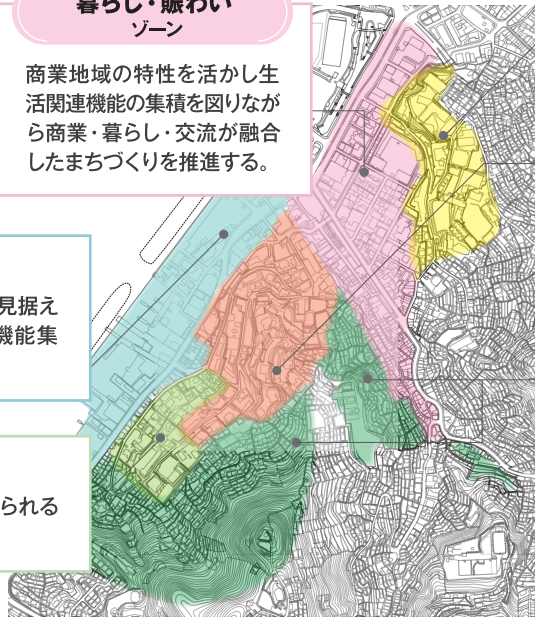 暮らし・賑わい
ゾーン
商業地域の特性を活かし生
活関連機能の集積を図りなが
ら商業・暮らし・交流が融合
したまちづくりを推進する。
見据え
機能集
られる